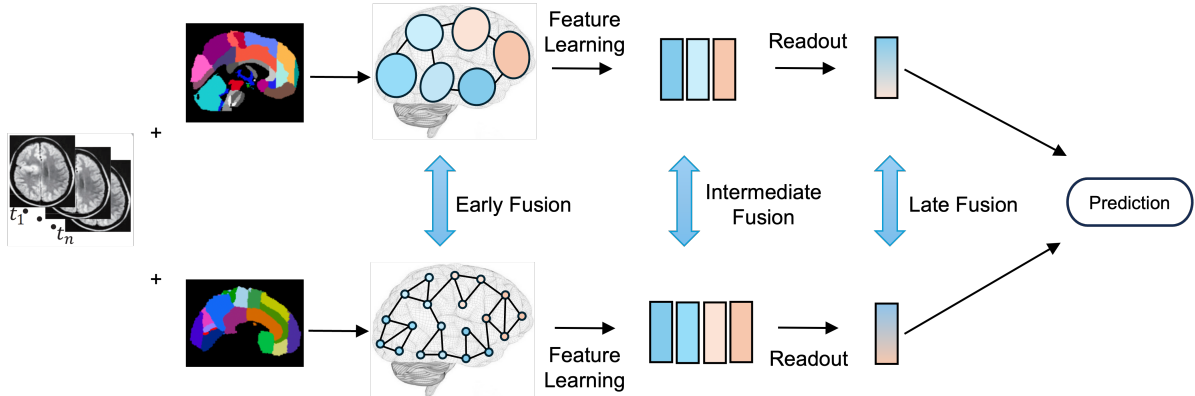 Feature
Learning
Readout
+
t₁
tₙ
Early Fusion
Intermediate
Fusion
Late Fusion
Prediction
+
Feature
Learning
Readout